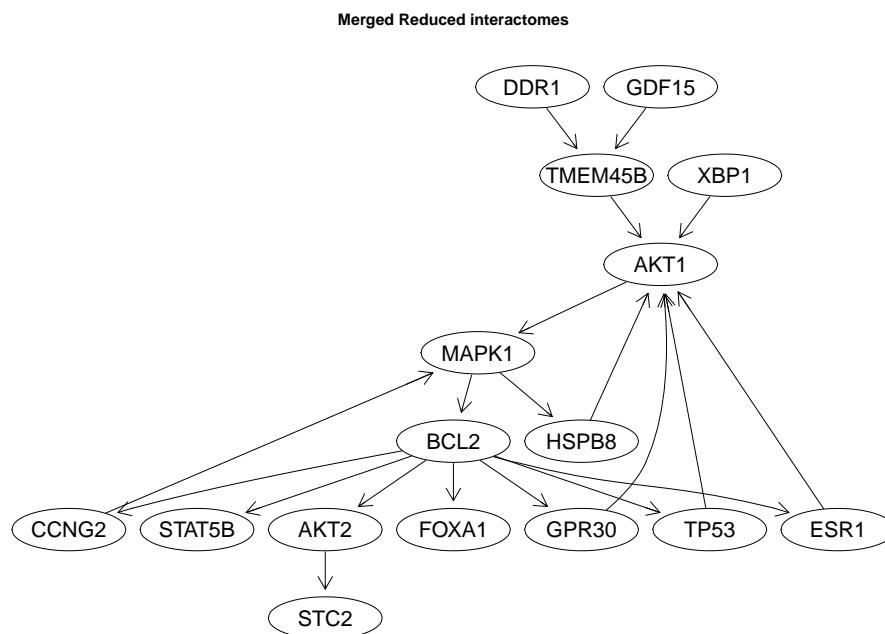 Merged Reduced interactomes
DDR1 GDF15
TMEM45B XBP1
AKT1
MAPK1
BCL2 HSPB8
CCNG2 STAT5B AKT2 FOXA1 GPR30 TP53 ESR1
STC2